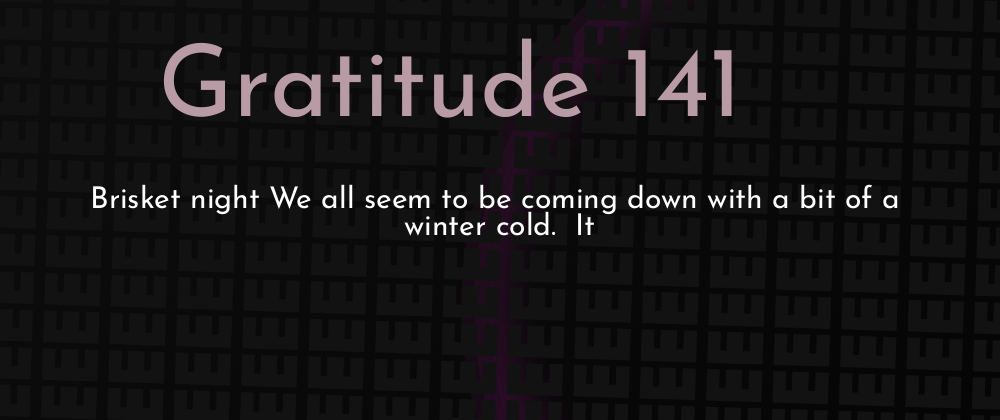 Gratitude 141
Brisket night We all seem to be coming down with a bit of a
winter cold.  It